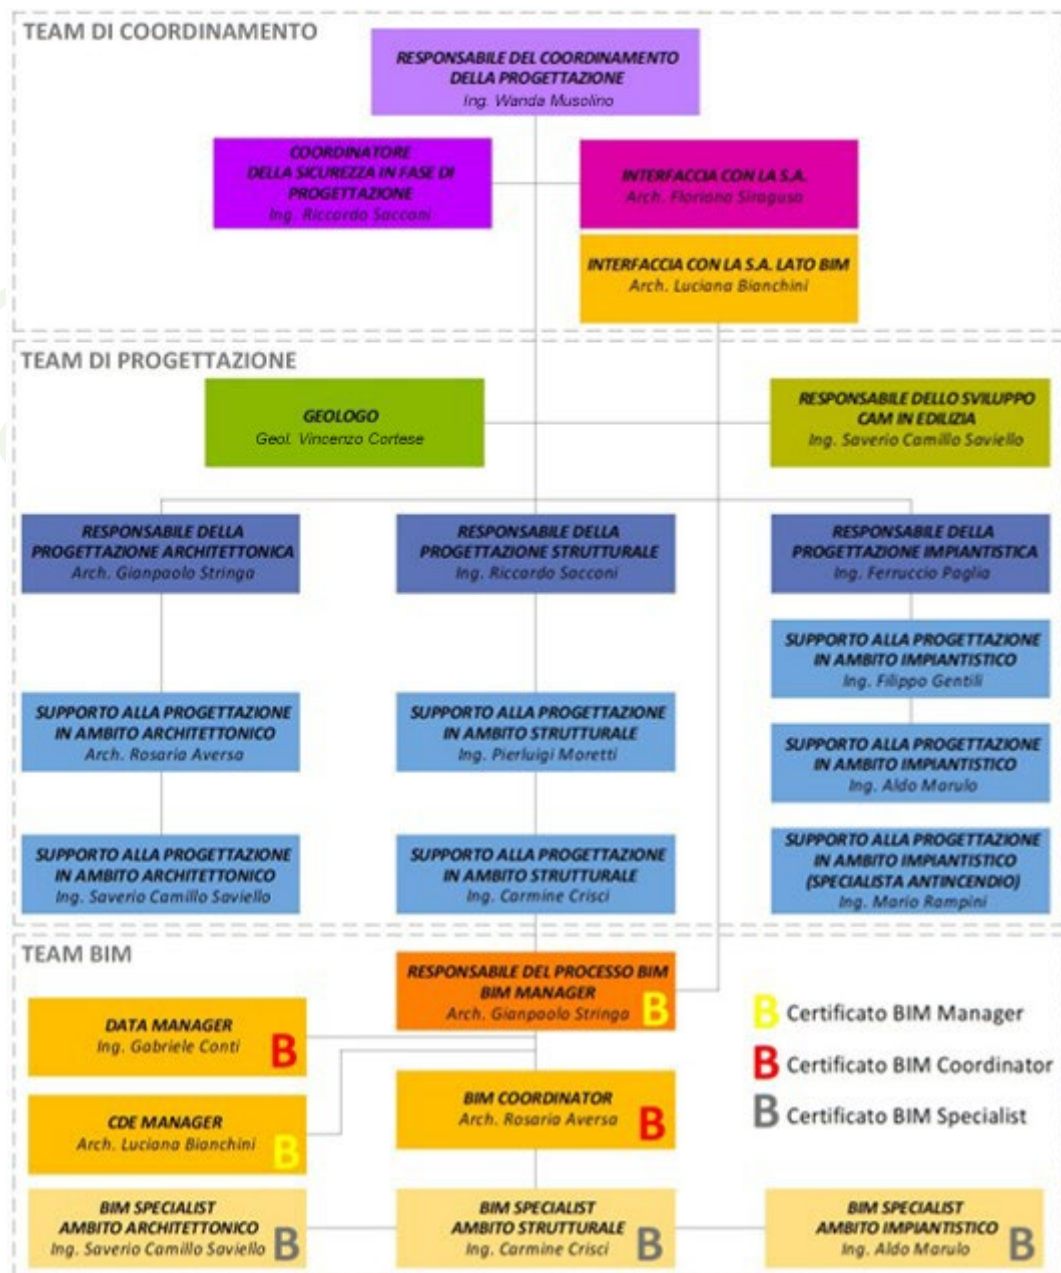 TEAM DI COORDINAMENTO
RESPONSABILE DEL COORDINAMENTO
DELLA PROGETTAZIONE
Ing. Wanda Musolino
COORDINATORE
DELLA SICUREZZA IN FASE DI
PROGETTAZIONE
Ing. Riccardo Sacconi
INTERFACCIA CON LA S.A.
Arch. Floriana Siragusa
INTERFACCIA CON LA S.A. LATO BIM
Arch. Luciana Bianchini
TEAM DI PROGETTAZIONE
GEOLOGO
Geol. Vincenzo Cortese
RESPONSABILE DELLO SVILUPPO
CAM IN EDILIZIA
Ing. Saverio Camillo Saviello
RESPONSABILE DELLA
PROGETTAZIONE ARCHITETTONICA
Arch. Gianpaolo Stringa
RESPONSABILE DELLA
PROGETTAZIONE STRUTTURALE
Ing. Riccardo Sacconi
RESPONSABILE DELLA
PROGETTAZIONE IMPIANTISTICA
Ing. Ferruccio Paglia
SUPPORTO ALLA PROGETTAZIONE
IN AMBITO IMPIANTISTICO
Ing. Filippo Gentili
SUPPORTO ALLA PROGETTAZIONE
IN AMBITO ARCHITETTONICO
Arch. Rosaria Aversa
SUPPORTO ALLA PROGETTAZIONE
IN AMBITO STRUTTURALE
Ing. Pierluigi Moretti
SUPPORTO ALLA PROGETTAZIONE
IN AMBITO IMPIANTISTICO
Ing. Aldo Marulo
SUPPORTO ALLA PROGETTAZIONE
IN AMBITO ARCHITETTONICO
Ing. Saverio Camillo Saviello
SUPPORTO ALLA PROGETTAZIONE
IN AMBITO STRUTTURALE
Ing. Carmine Crisci
SUPPORTO ALLA PROGETTAZIONE
IN AMBITO IMPIANTISTICO
(SPECIALISTA ANTINCENDIO)
Ing. Mario Rampini
TEAM BIM
RESPONSABILE DEL PROCESSO BIM
BIM MANAGER
Arch. Gianpaolo Stringa B
DATA MANAGER
Ing. Gabriele Conti B
B Certificato BIM Manager
B Certificato BIM Coordinator
B Certificato BIM Specialist
CDE MANAGER
Arch. Luciana Bianchini B
BIM COORDINATOR
Arch. Rosaria Aversa B
BIM SPECIALIST
AMBITO ARCHITETTONICO
Ing. Saverio Camillo Saviello B
BIM SPECIALIST
AMBITO STRUTTURALE
Ing. Carmine Crisci B
BIM SPECIALIST
AMBITO IMPIANTISTICO
Ing. Aldo Marulo B